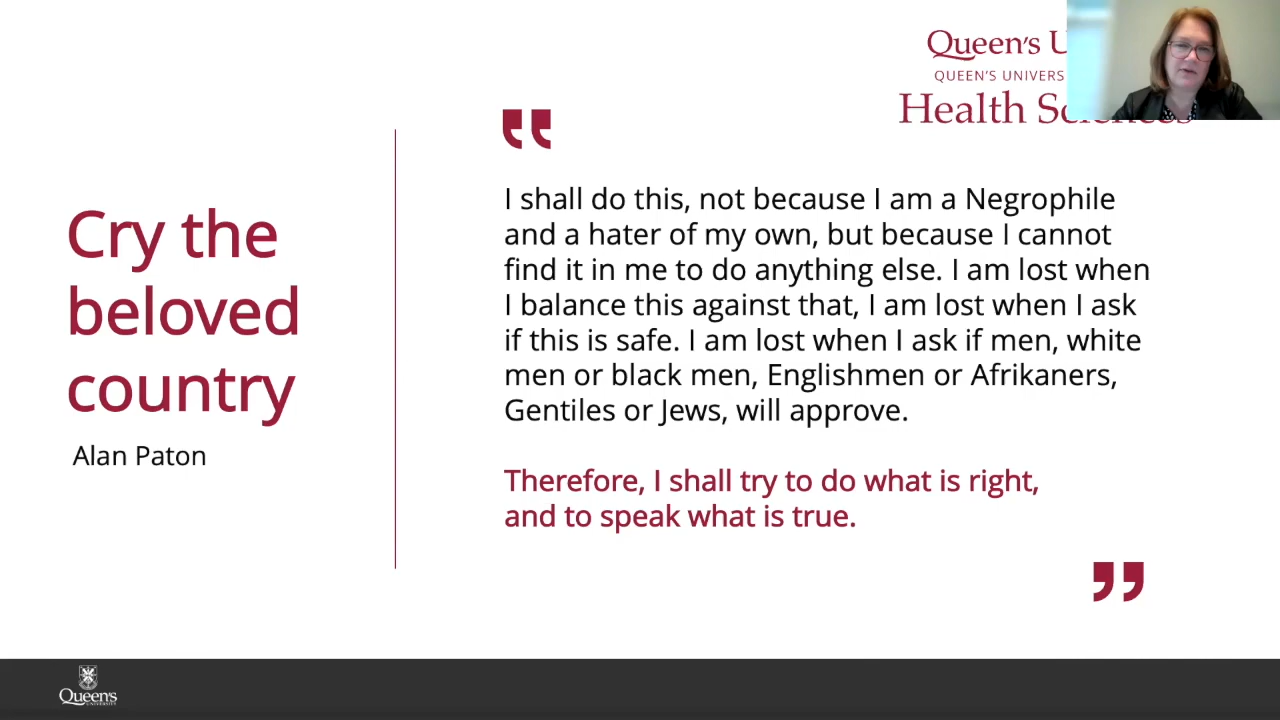 Queen's U
QUEEN'S UNIVERS
Health Sciences
“
Cry the
beloved
country
Alan Paton
I shall do this, not because I am a Negrophile
and a hater of my own, but because I cannot
find it in me to do anything else. I am lost when
I balance this against that, I am lost when I ask
if this is safe. I am lost when I ask if men, white
men or black men, Englishmen or Afrikaners,
Gentiles or Jews, will approve.
Therefore, I shall try to do what is right,
and to speak what is true.
”
Queen's
UNIVERSITY